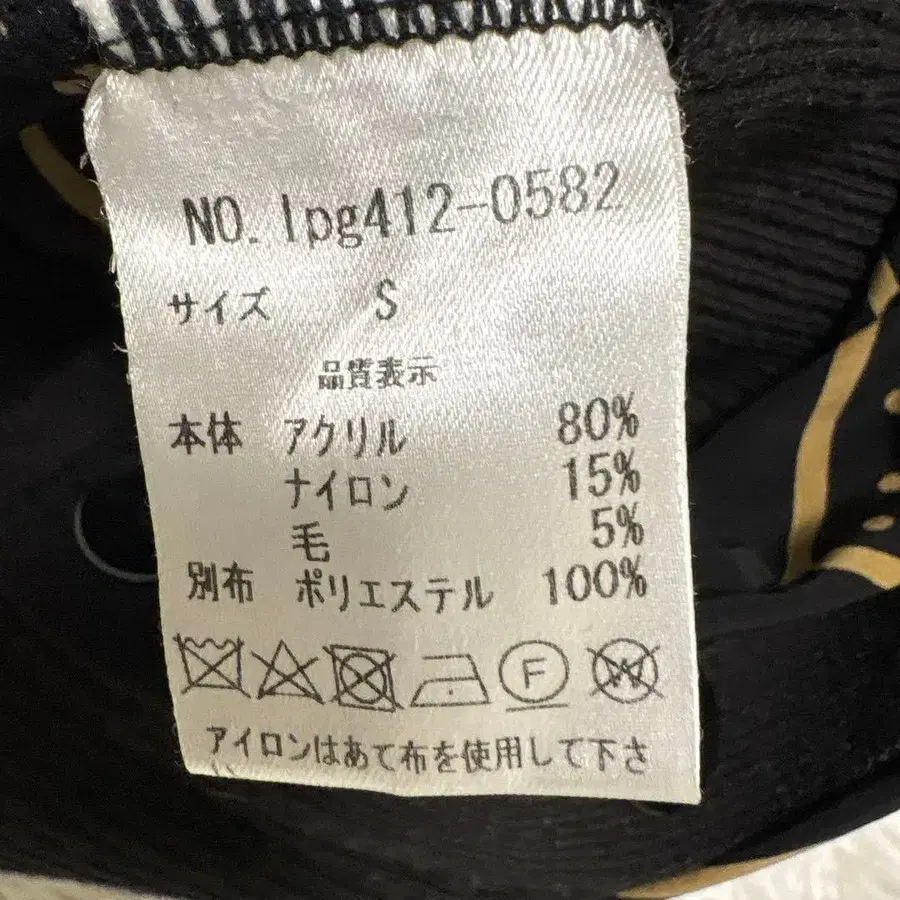 NO. lpg412-0582
サイズ S
品質表示
本体 アクリル 80%
ナイロン 15%
毛 5%
別布 ポリエステル 100%
F W
アイロンはあて布を使用して下さ